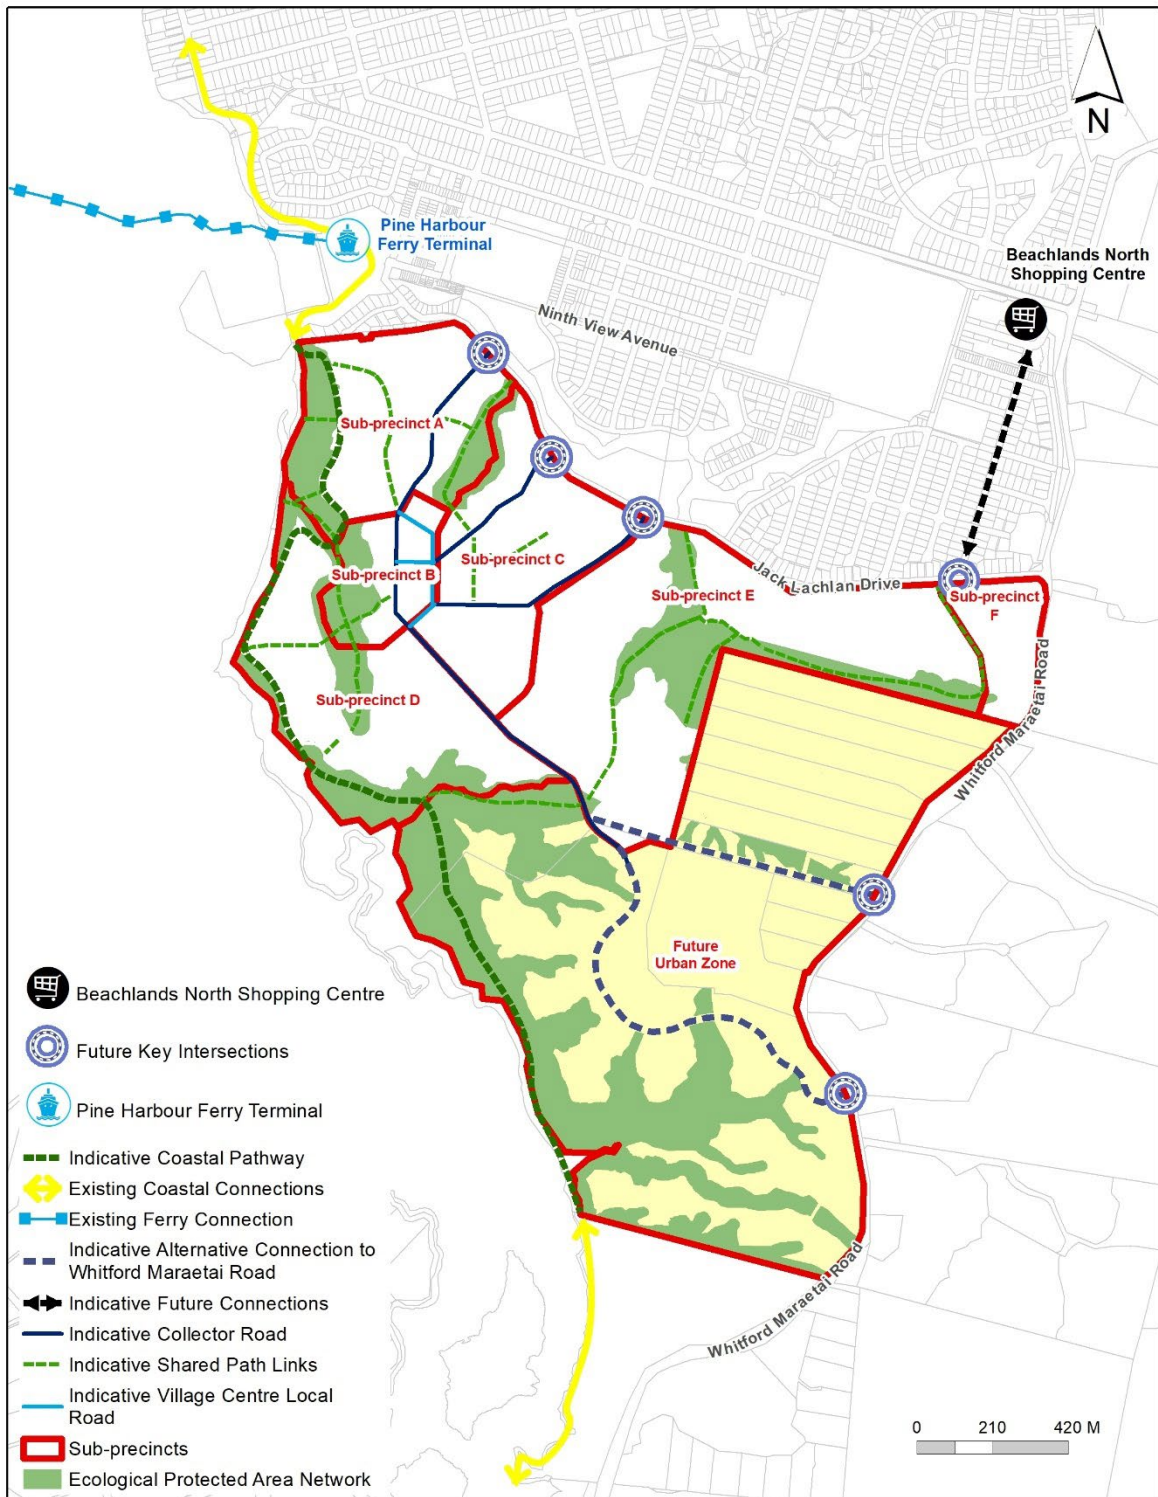 N
Pine Harbour
Ferry Terminal
Beachlands North
Shopping Centre
Ninth View Avenue
Sub-precinct A
Sub-precinct C
Sub-precinct B
Jack Lachlan Drive
Sub-precinct E
Sub-precinct
F
Sub-precinct D
Whitford Maraetai Road
Future
Urban Zone
Whitford Maraetai Road
Beachlands North Shopping Centre
Future Key Intersections
Pine Harbour Ferry Terminal
Indicative Coastal Pathway
Existing Coastal Connections
Existing Ferry Connection
Indicative Alternative Connection to
Whitford Maraetai Road
Indicative Future Connections
Indicative Collector Road
Indicative Shared Path Links
Indicative Village Centre Local
Road
Sub-precincts
Ecological Protected Area Network
0 210 420 M